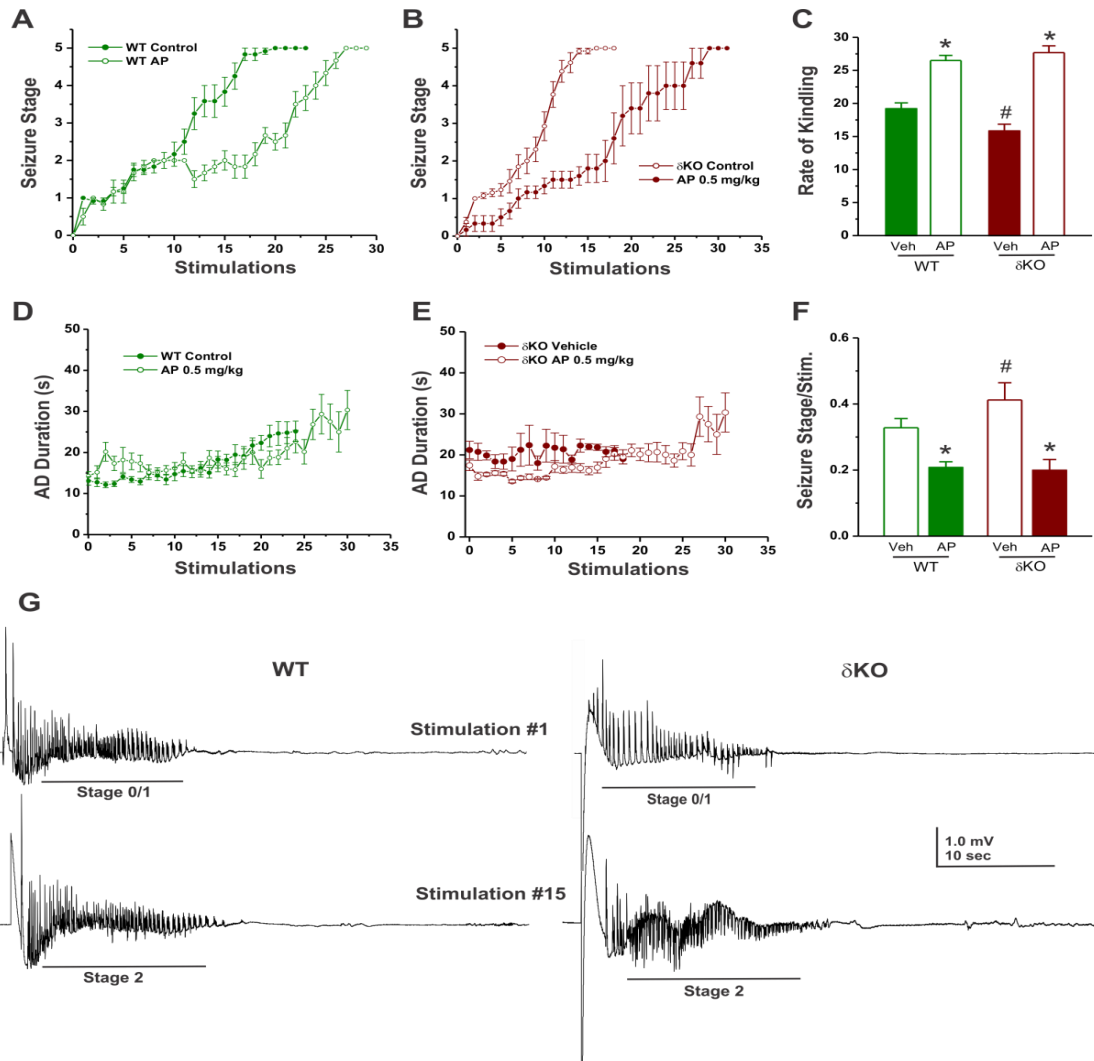 A
WT Control
WT AP
Seizure Stage
5
4
3
2
1
0
0 5 10 15 20 25 30
Stimulations
B
δKO Control
AP 0.5 mg/kg
Seizure Stage
5
4
3
2
1
0
0 5 10 15 20 25 30 35
Stimulations
C
Rate of Kindling
30
25
20
15
10
5
0
* # *
Veh AP Veh AP
WT δKO
D
WT Control
AP 0.5 mg/kg
AD Duration (s)
50
40
30
20
10
0
0 5 10 15 20 25 30 35
Stimulations
E
δKO Vehicle
δKO AP 0.5 mg/kg
AD Duration (s)
50
40
30
20
10
0
0 5 10 15 20 25 30 35
Stimulations
F
Seizure Stage/Stim.
0.6
0.4
0.2
0.0
* # *
Veh AP Veh AP
WT δKO
G
WT δKO
Stimulation #1
Stage 0/1 Stage 0/1
1.0 mV
10 sec
Stimulation #15
Stage 2 Stage 2